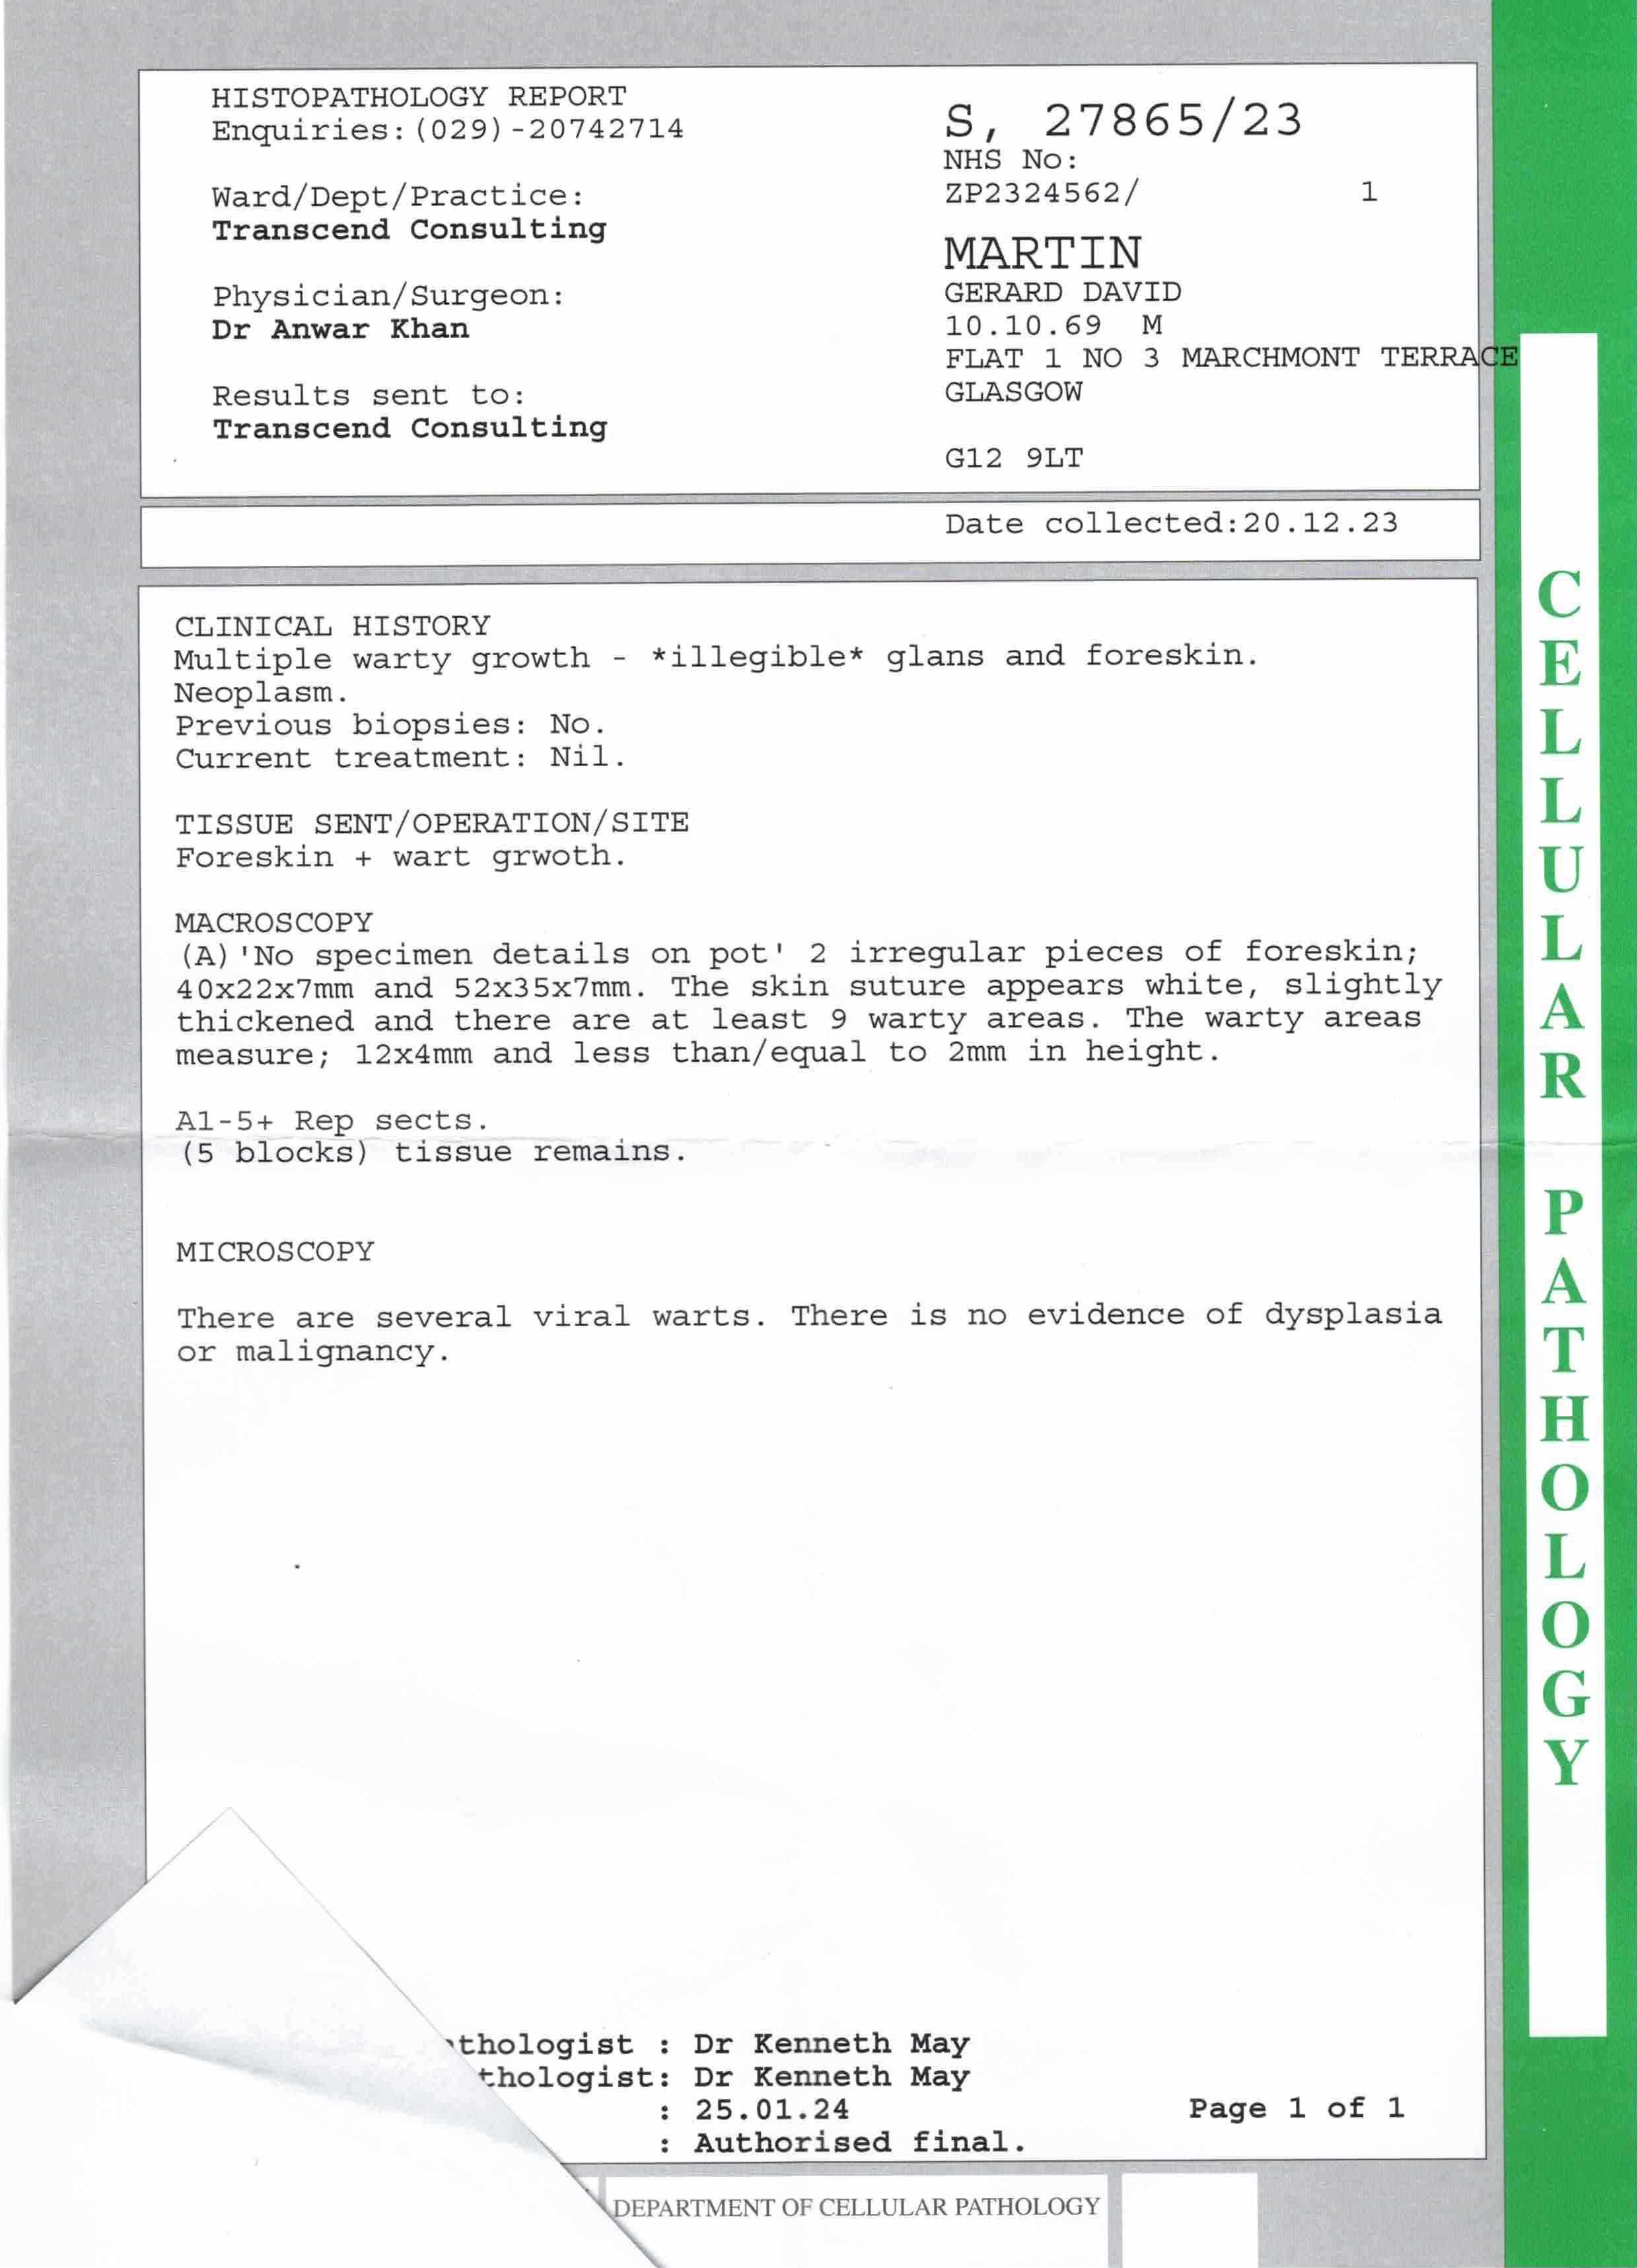 HISTOPATHOLOGY REPORT
Enquiries:(029)-20742714
Ward/Dept/Practice:
Transcend Consulting
Physician/Surgeon:
Dr Anwar Khan
Results sent to:
Transcend Consulting
S, 27865/23
NHS No:
ZP2324562/ 1
MARTIN
GERARD DAVID
10.10.69 M
FLAT 1 NO 3 MARCHMONT TERRACE
GLASGOW
G12 9LT
Date collected:20.12.23
CLINICAL HISTORY
Multiple warty growth - *illegible* glans and foreskin.
Neoplasm.
Previous biopsies: No.
Current treatment: Nil.
TISSUE SENT/OPERATION/SITE
Foreskin + wart grwoth.
MACROSCOPY
(A)'No specimen details on pot' 2 irregular pieces of foreskin;
40x22x7mm and 52x35x7mm. The skin suture appears white, slightly
thickened and there are at least 9 warty areas. The warty areas
measure; 12x4mm and less than/equal to 2mm in height.
A1-5+ Rep sects.
(5 blocks) tissue remains.
MICROSCOPY
There are several viral warts. There is no evidence of dysplasia
or malignancy.
thologist : Dr Kenneth May
thologist: Dr Kenneth May
: 25.01.24
Page 1 of 1
: Authorised final.
DEPARTMENT OF CELLULAR PATHOLOGY
CELLULAR PATHOLOGY